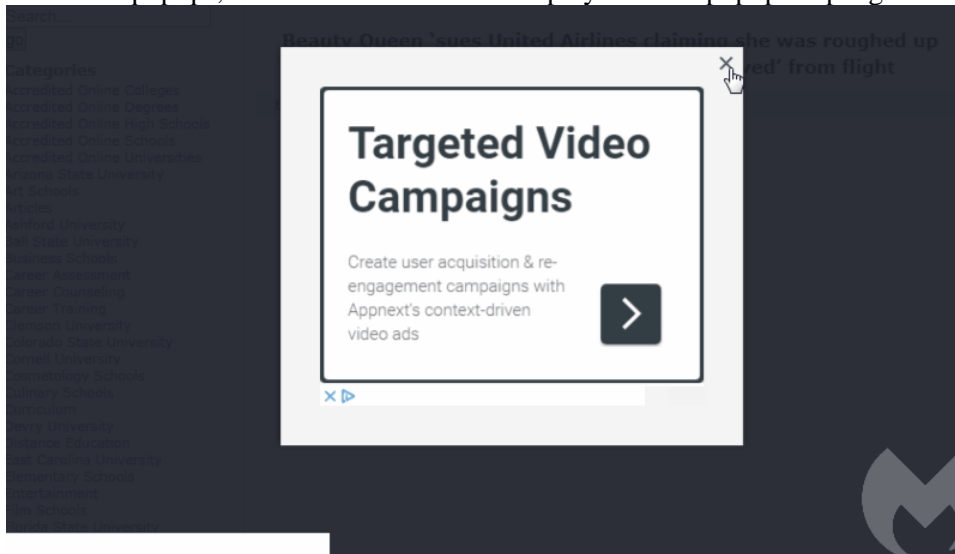 Search...
go
Categories
Accredited Online Colleges
Accredited Online Degrees
Accredited Online High Schools
Accredited Online Schools
Accredited Online Universities
Arizona State University
Art Schools
Articles
Ashford University
Ball State University
Business Schools
Career Assessment
Career Counseling
Career Training
Clemson University
Colorado State University
Cornell University
Cosmetology Schools
Culinary Schools
Curriculum
Devry University
Distance Education
East Carolina University
Elementary Schools
Entertainment
Film Schools
Florida State University
Beauty Queen 'sues United Airlines claiming she was roughed up
ved' from flight
Targeted Video
Campaigns
Create user acquisition & re-
engagement campaigns with
Appnext's context-driven
video ads